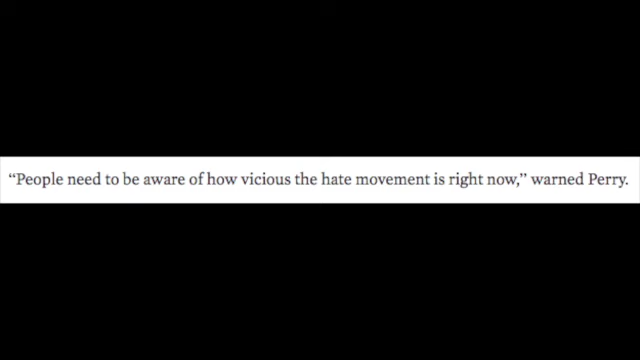 “People need to be aware of how vicious the hate movement is right now,” warned Perry.